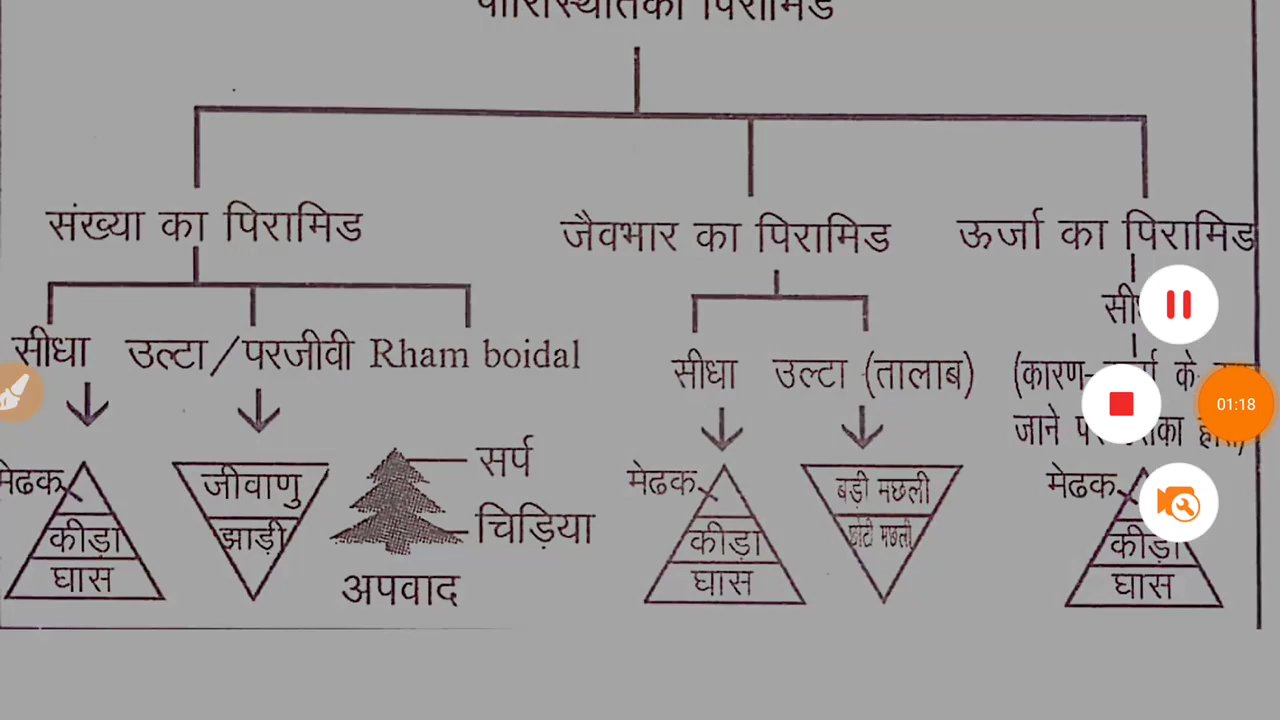 पारिस्थितिकी पिरामिड
संख्या का पिरामिड
जैवभार का पिरामिड
ऊर्जा का पिरामिड
सीधा
उल्टा/परजीवी
Rham boidal
सीधा
उल्टा (तालाब)
(कारण-
के
जाने
मेढक
कीड़ा
घास
जीवाणु
झाड़ी
सर्प
चिड़िया
अपवाद
मेढक
कीड़ा
घास
बड़ी मछली
छोटी मछली
मेढक
कीड़ा
घास
01:18